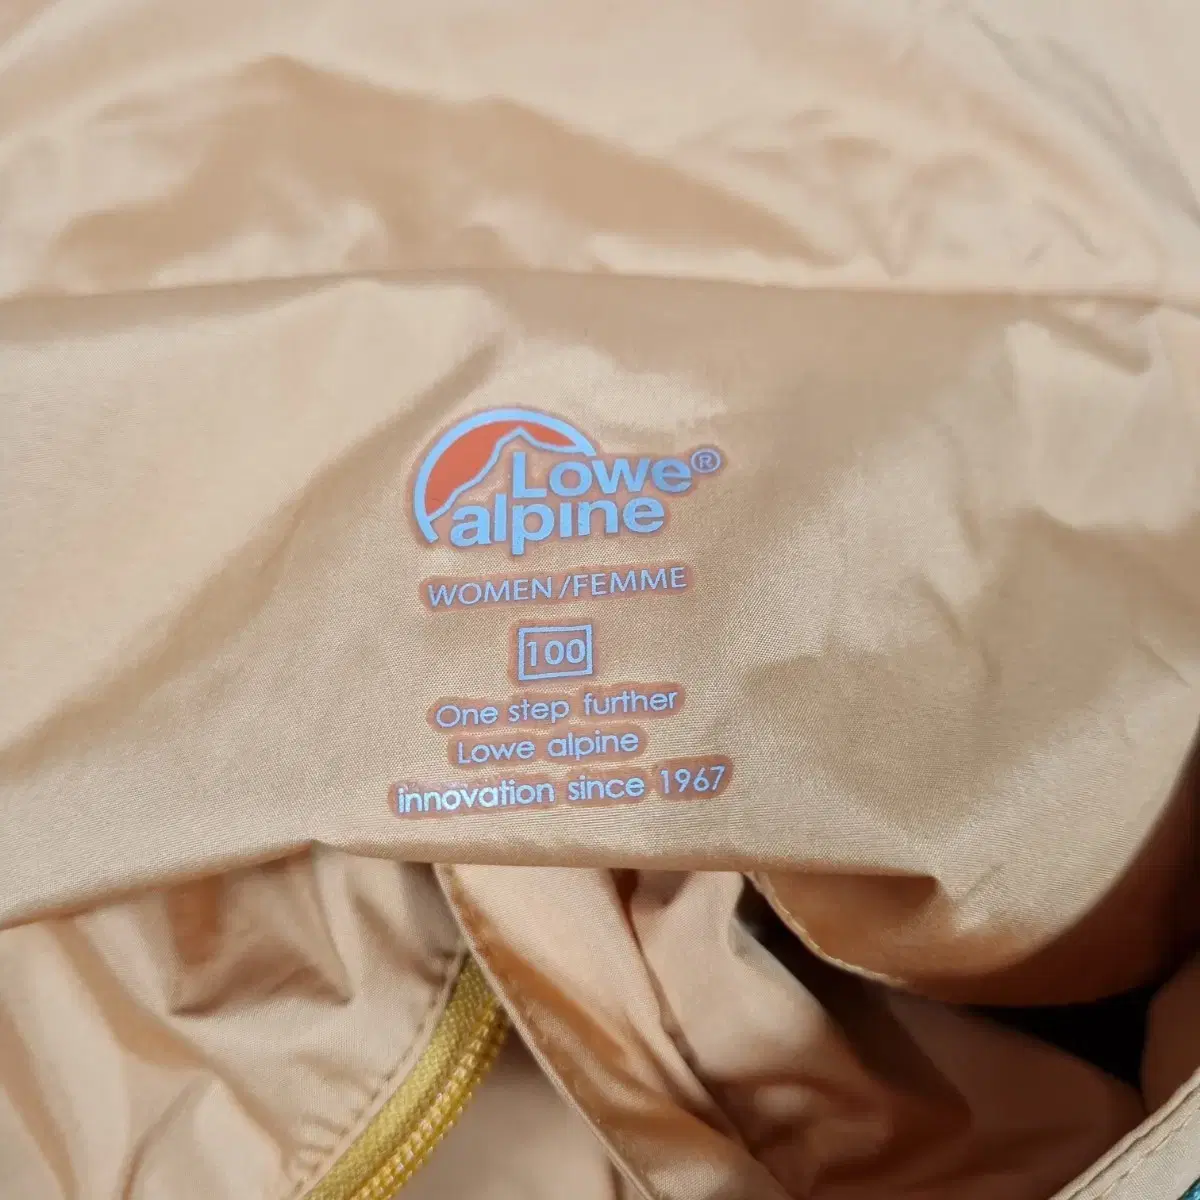 Lowe®
alpine
WOMEN/FEMME
100
One step further
Lowe alpine
innovation since 1967